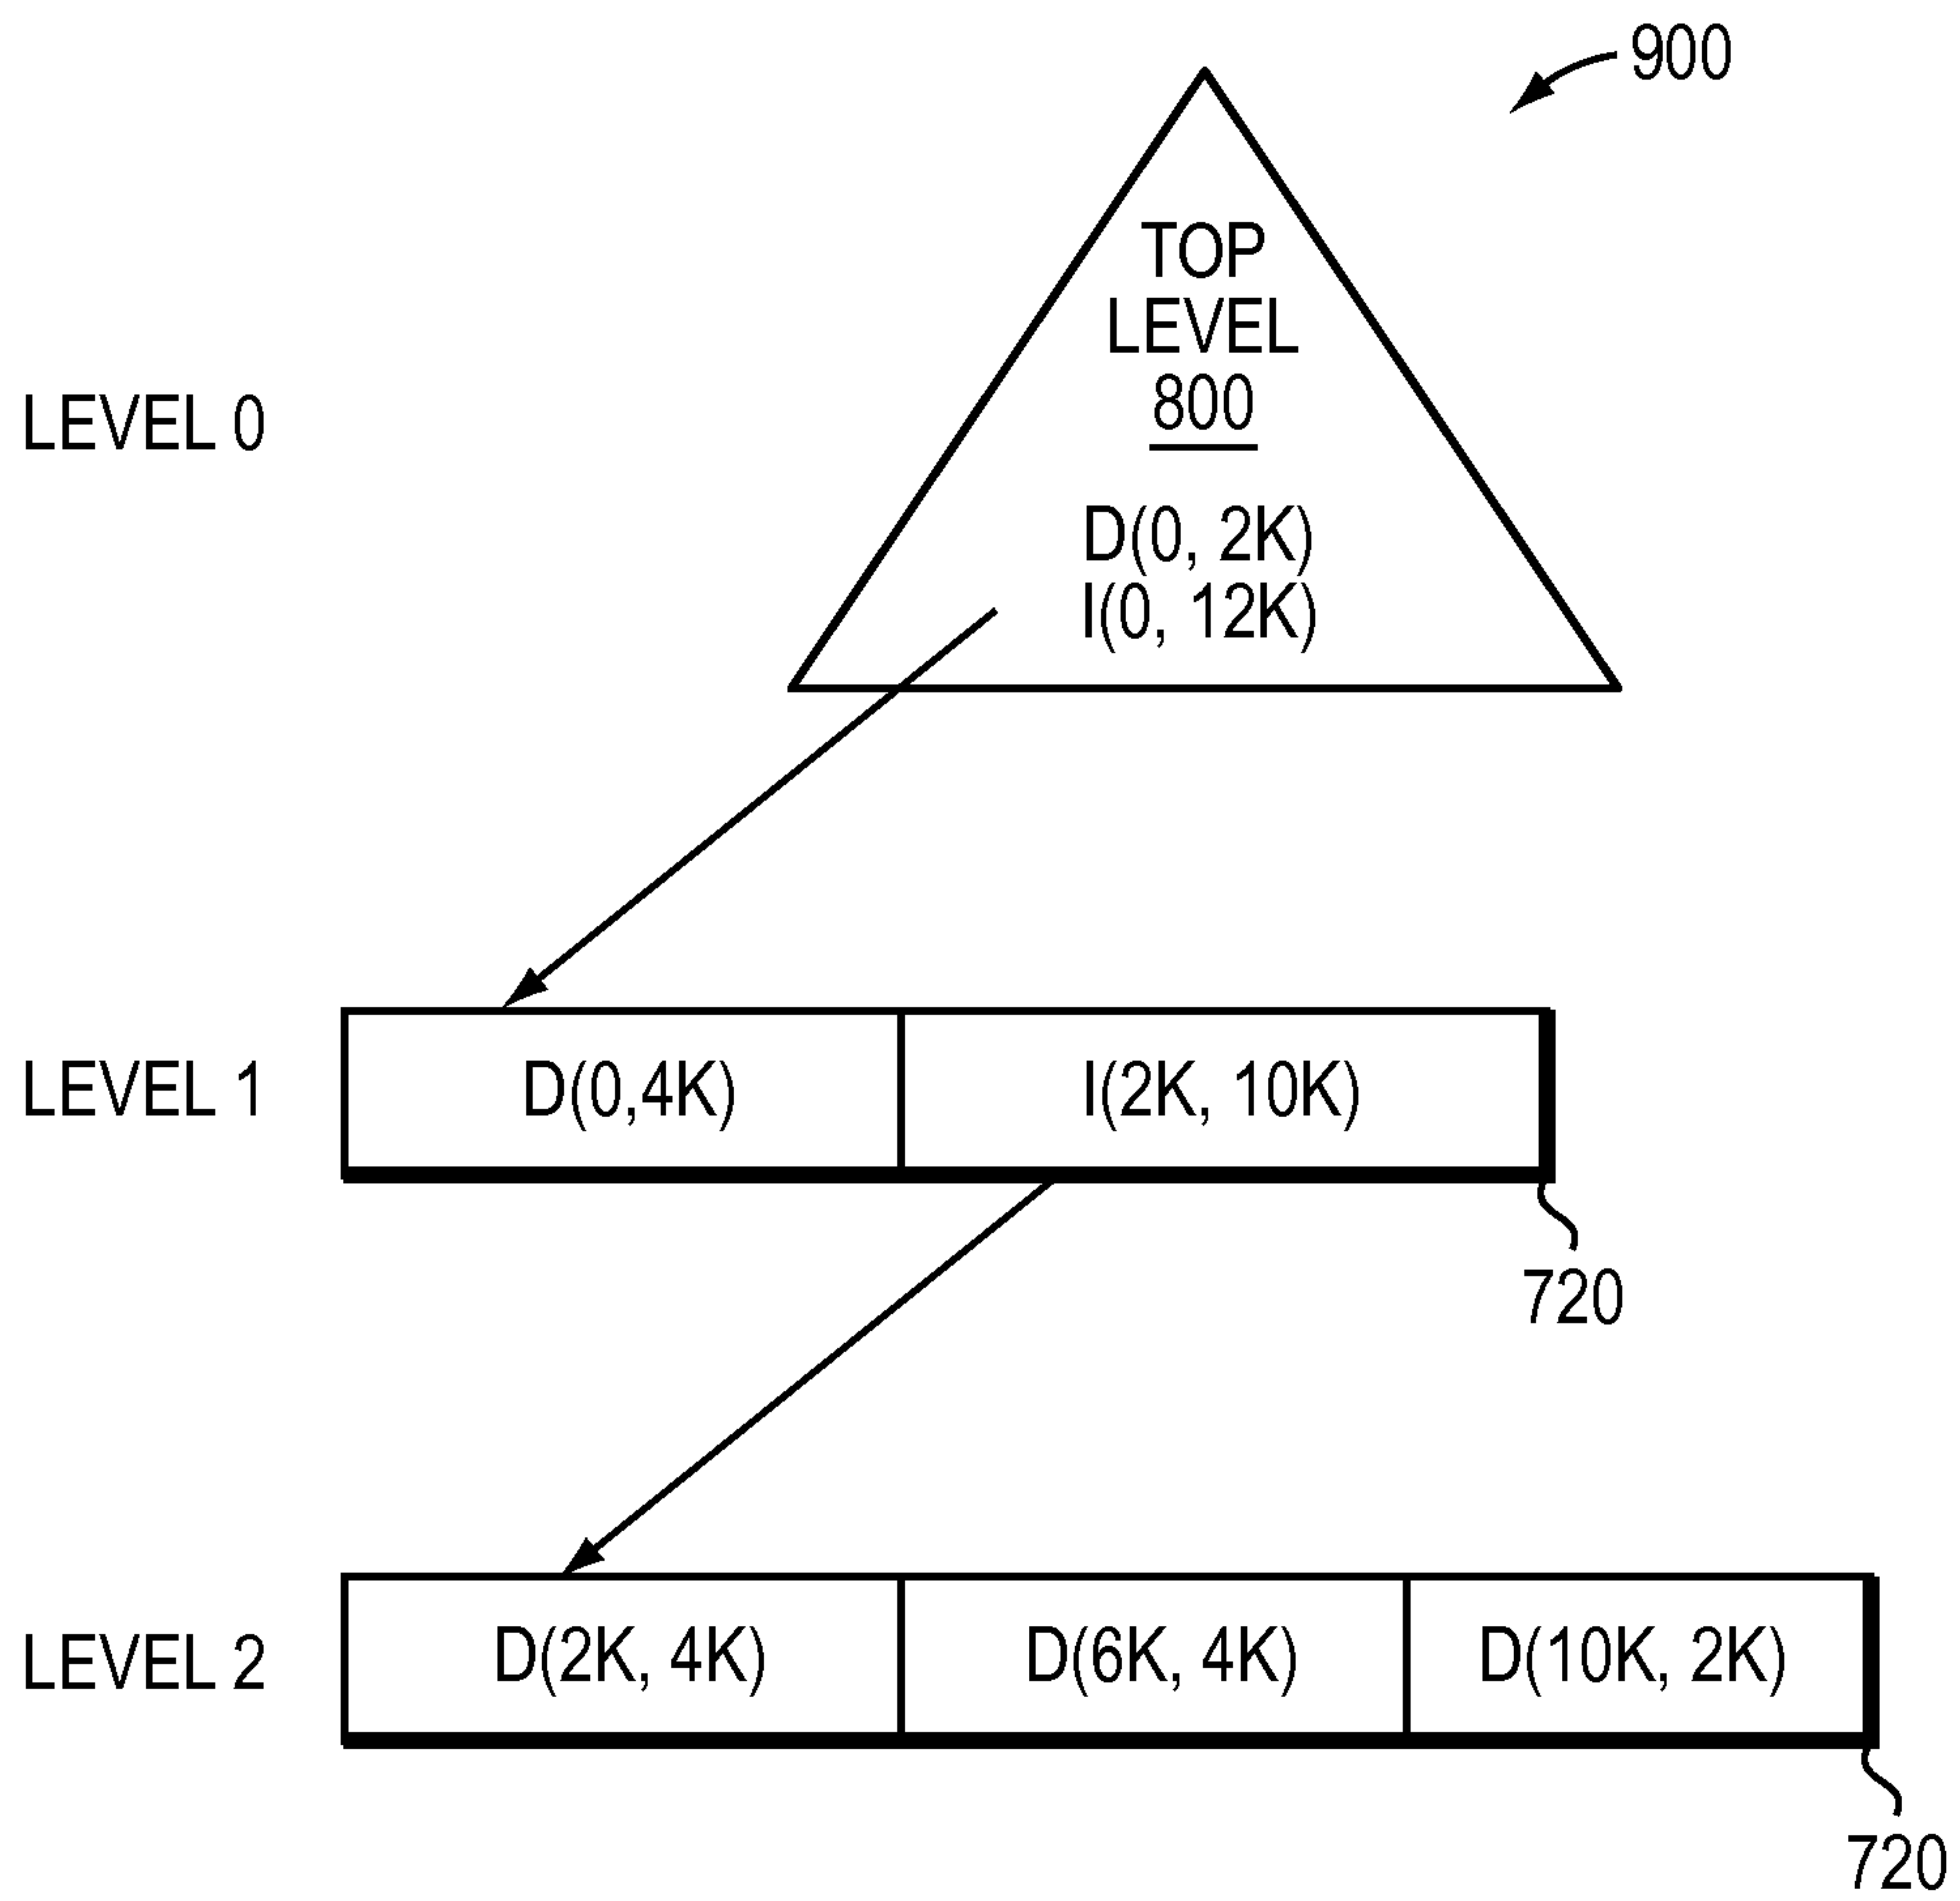 900
TOP
LEVEL
800
LEVEL 0
D(0, 2K)
I(0, 12K)
LEVEL 1
D(0,4K)
I(2K, 10K)
720
LEVEL 2
D(2K, 4K)
D(6K, 4K)
D(10K, 2K)
720